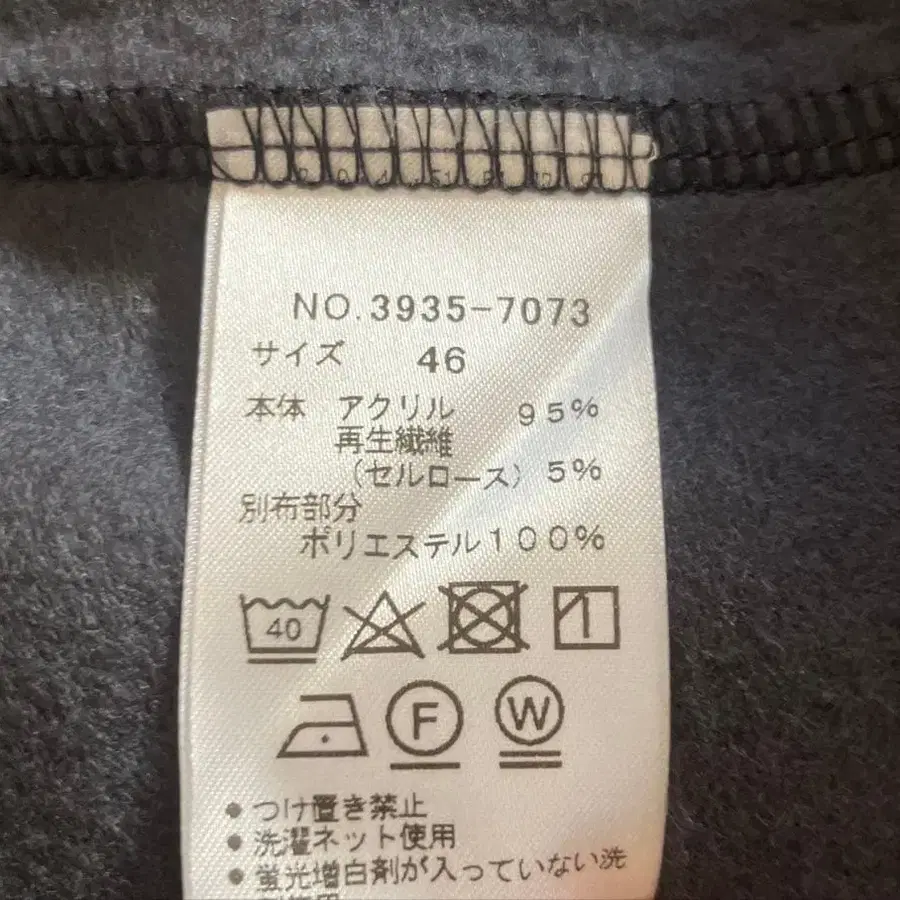 NO.3935-7073
サイズ 46
本体 アクリル 95%
再生繊維
(セルロース) 5%
別布部分
ポリエステル100%
40
F
W
●つけ置き禁止
●洗濯ネット使用
●蛍光増白剤が入っていない洗